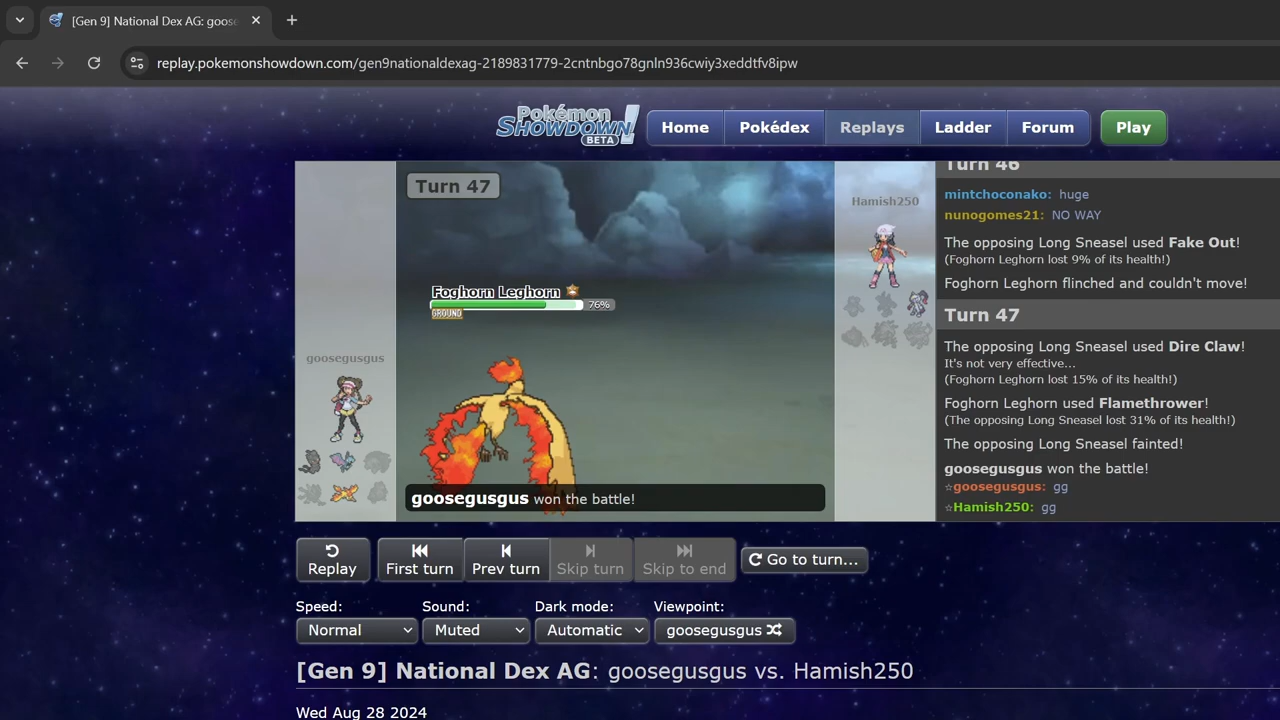 [Gen 9] National Dex AG: goose
replay.pokemonshowdown.com/gen9nationaldexag-2189831779-2cntnbgo78gnln936cwiy3xeddtfv8ipw
Pokémon
SHOWDOWN!
BETA
Home
Pokédex
Replays
Ladder
Forum
Play
Turn 47
Foghorn Leghorn
76%
GROUND
goosegusgus
goosegusgus won the battle!
Hamish250
Turn 46
mintchoconako: huge
nunogomes21: NO WAY
The opposing Long Sneasel used Fake Out!
(Foghorn Leghorn lost 9% of its health!)
Foghorn Leghorn flinched and couldn't move!
Turn 47
The opposing Long Sneasel used Dire Claw!
It's not very effective...
(Foghorn Leghorn lost 15% of its health!)
Foghorn Leghorn used Flamethrower!
(The opposing Long Sneasel lost 31% of its health!)
The opposing Long Sneasel fainted!
goosegusgus won the battle!
☆goosegusgus: gg
☆Hamish250: gg
Replay
First turn
Prev turn
Skip turn
Skip to end
Go to turn...
Speed:
Sound:
Dark mode:
Viewpoint:
Normal
Muted
Automatic
goosegusgus
[Gen 9] National Dex AG: goosegusgus vs. Hamish250
Wed Aug 28 2024